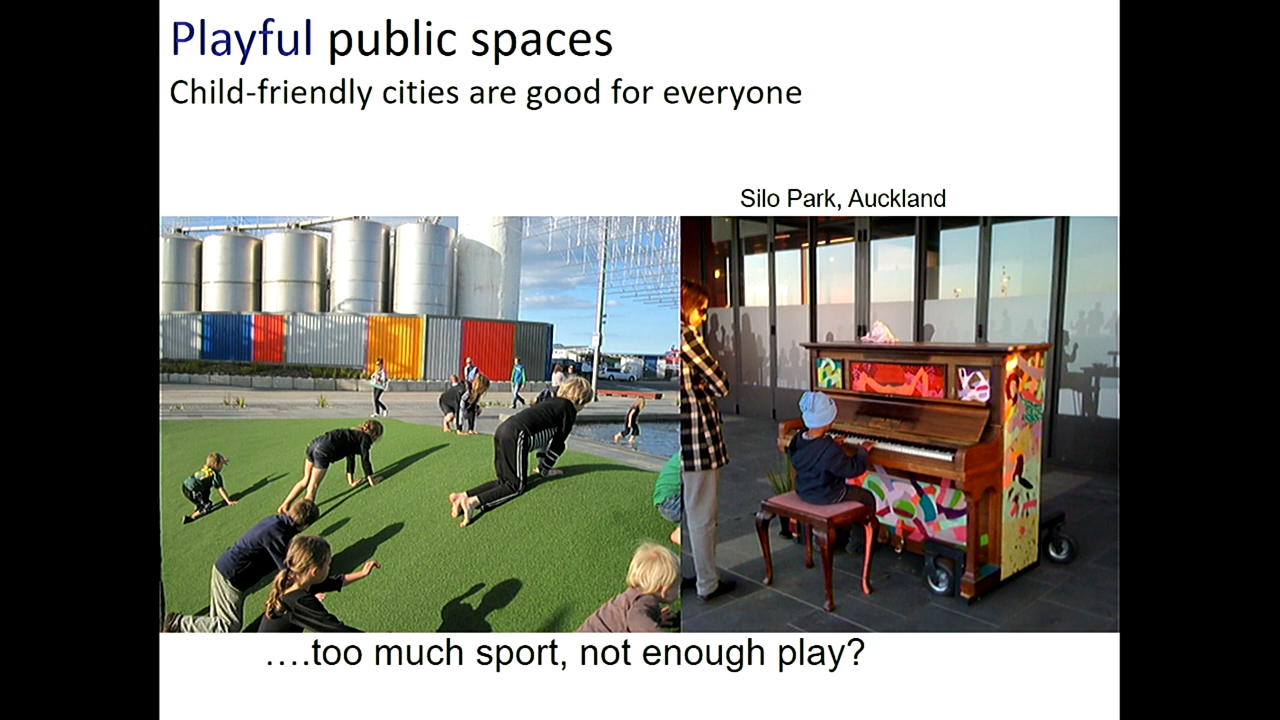 Playful public spaces
Child-friendly cities are good for everyone
Silo Park, Auckland
….too much sport, not enough play?